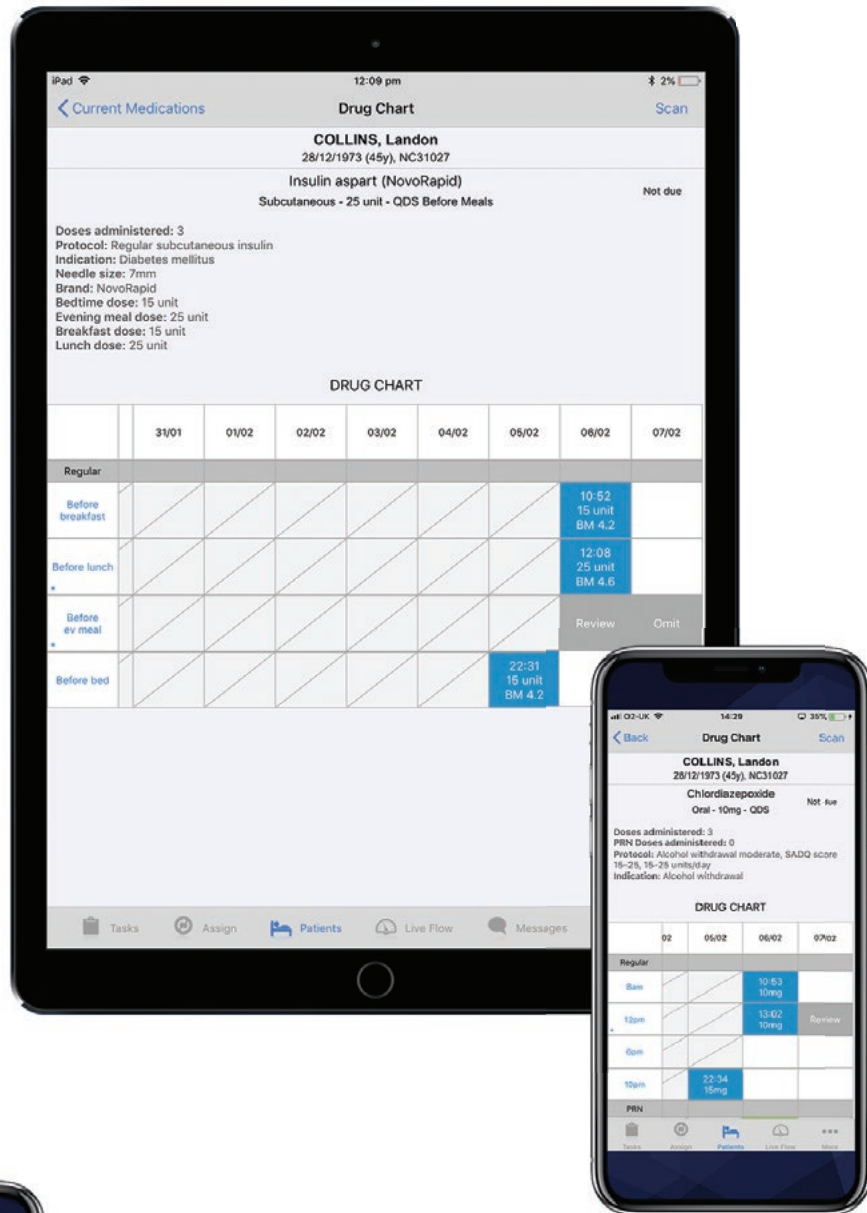 iPad 12:09 pm 2%
Current Medications Drug Chart Scan
COLLINS, Landon
28/12/1973 (45y), NC31027
Insulin aspart (NovoRapid)
Subcutaneous - 25 unit - QDS Before Meals
Not due
Doses administered: 3
Protocol: Regular subcutaneous insulin
Indication: Diabetes mellitus
Needle size: 7mm
Brand: NovoRapid
Bedtime dose: 15 unit
Evening meal dose: 25 unit
Breakfast dose: 15 unit
Lunch dose: 25 unit
DRUG CHART
31/01 01/02 02/02 03/02 04/02 05/02 06/02 07/02
Regular
Before
breakfast
10:52
15 unit
BM 4.2
Before lunch
12:08
25 unit
BM 4.6
Before
ev meal
Review Omit
Before bed
22:31
15 unit
BM 4.2
Tasks Assign Patients Live Flow Messages
O2-UK 14:29 35%
Back Drug Chart Scan
COLLINS, Landon
28/12/1973 (45y), NC31027
Chlordiazepoxide
Oral - 10mg - QDS
Not due
Doses administered: 3
PRN Doses administered: 0
Protocol: Alcohol withdrawal moderate, SADQ score
15-25, 15-25 units/day
Indication: Alcohol withdrawal
DRUG CHART
02 05/02 06/02 07/02
Regular
8am
10:53
10mg
12pm
13:02
10mg
Review
6pm
10pm
22:34
15mg
PRN
Tasks Assign Patients Live Flow More